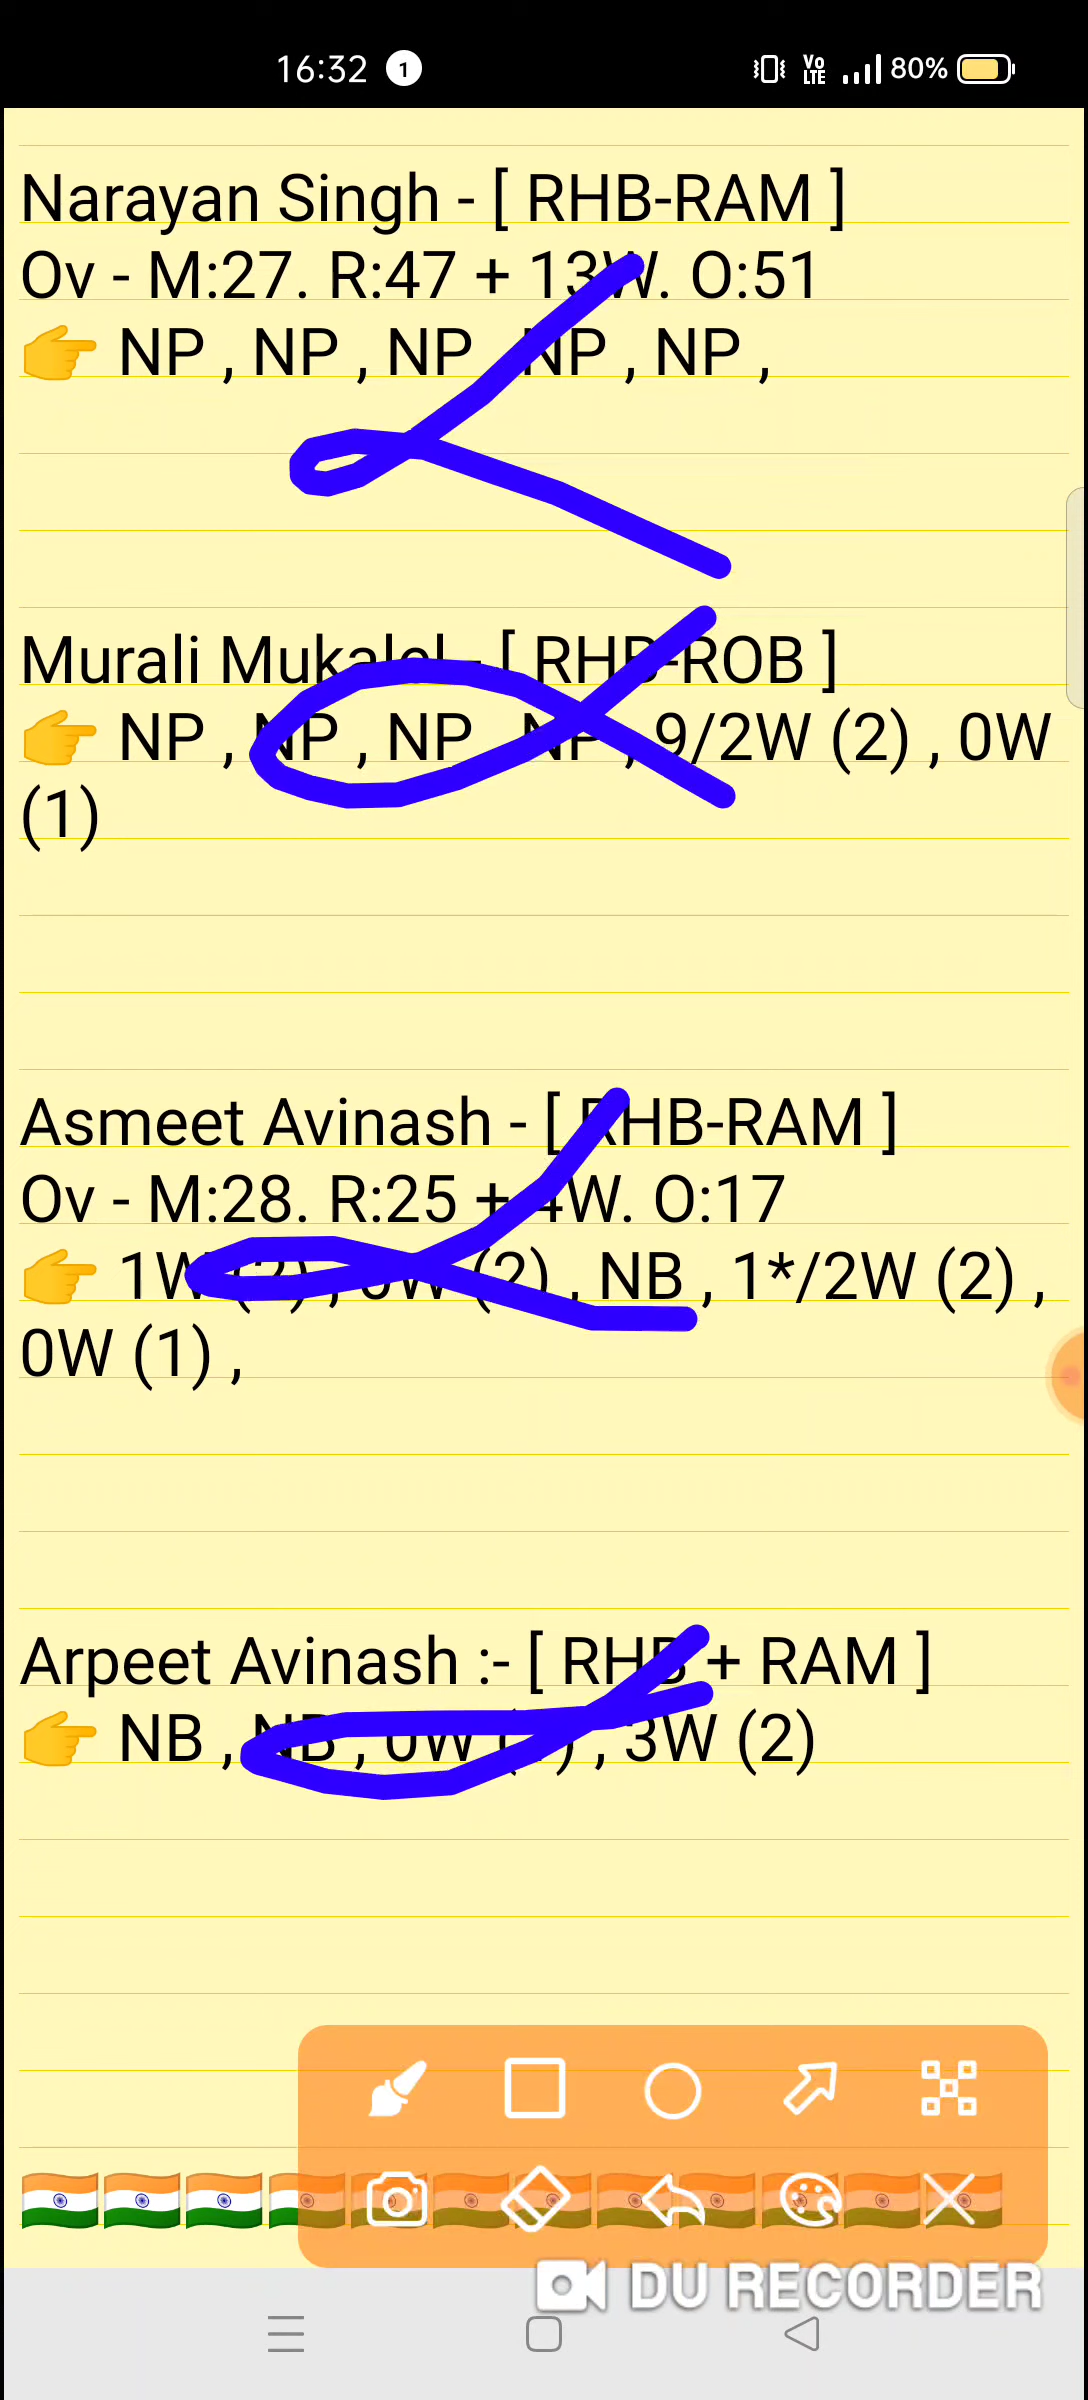 16:32 1 Vo LTE 80%
Narayan Singh - [ RHB-RAM ]
Ov - M:27. R:47 + 13W. O:51
👉 NP , NP , NP , NP , NP ,
Murali Mukalel - [ RHB-ROB ]
👉 NP , NP , NP , NP , 9/2W (2) , 0W
(1)
Asmeet Avinash - [ RHB-RAM ]
Ov - M:28. R:25 + 4W. O:17
👉 1W (2) , 0W (2) , NB , 1*/2W (2) ,
0W (1) ,
Arpeet Avinash :- [ RHB + RAM ]
👉 NB , NB , 0W , 3W (2)
DU RECORDER